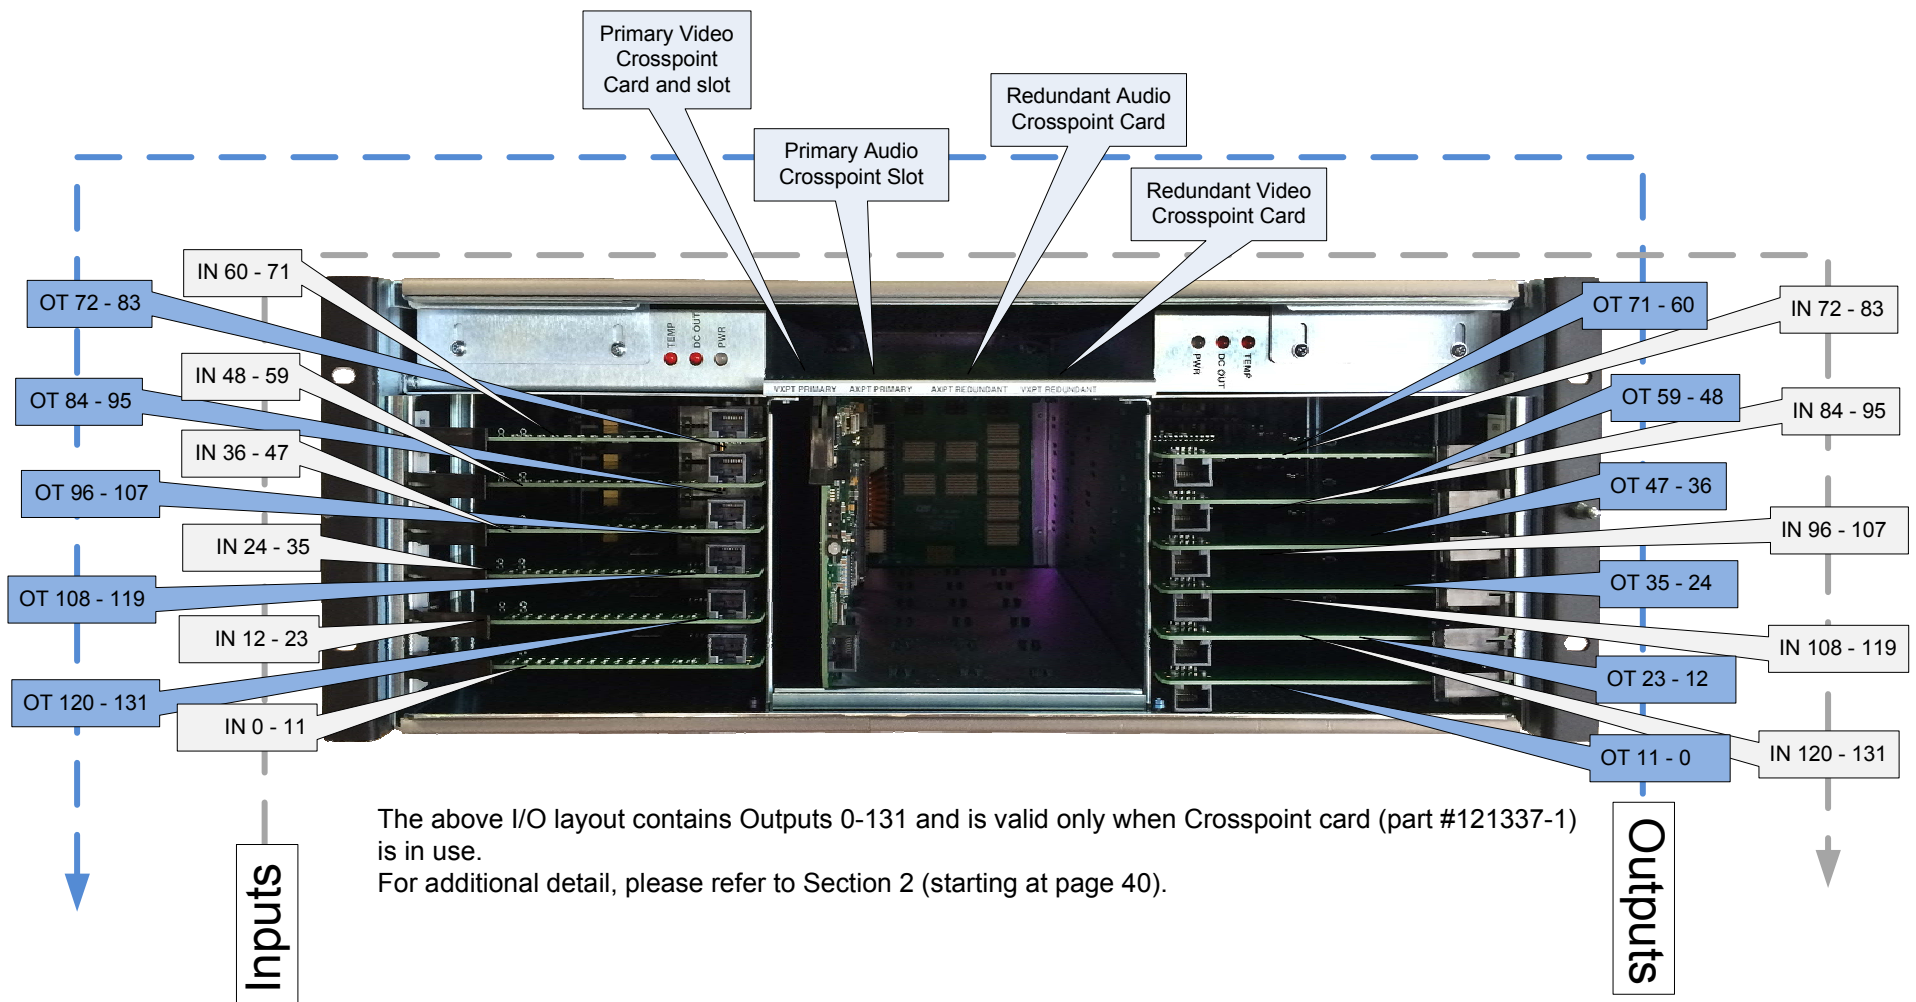 Primary Video
Crosspoint
Card and slot
Redundant Audio
Crosspoint Card
Primary Audio
Crosspoint Slot
Redundant Video
Crosspoint Card
IN 60 - 71
OT 72 - 83
IN 48 - 59
OT 84 - 95
IN 36 - 47
OT 96 - 107
IN 24 - 35
OT 108 - 119
IN 12 - 23
OT 120 - 131
IN 0 - 11
TEMP
DC OUT
PWR
VXPT PRIMARY AXPT PRIMARY AXPT REDUNDANT VXPT REDUNDANT
PWR
DC OUT
TEMP
OT 71 - 60
IN 72 - 83
OT 59 - 48
IN 84 - 95
OT 47 - 36
IN 96 - 107
OT 35 - 24
IN 108 - 119
OT 23 - 12
IN 120 - 131
OT 11 - 0
The above I/O layout contains Outputs 0-131 and is valid only when Crosspoint card (part #121337-1)
is in use.
For additional detail, please refer to Section 2 (starting at page 40).
Inputs
Outputs